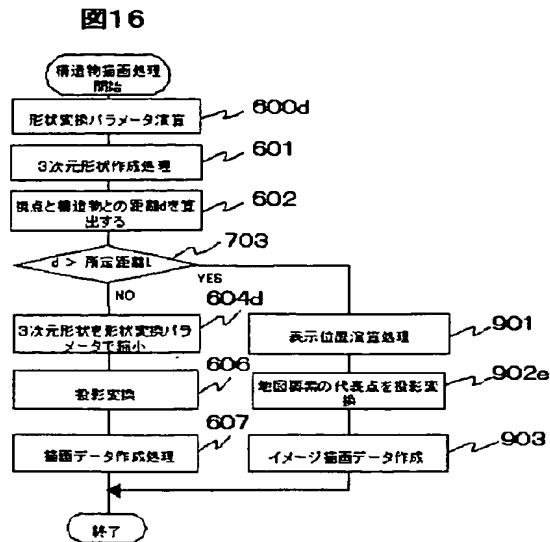 図16
構造物描画処理
開始
形状変換パラメータ演算
600d
3次元形状作成処理
601
視点と構造物との距離dを算
出する
602
703
d > 所定距離L
YES
NO
604d
3次元形状を形状変換パラ
メータで縮小
表示位置演算処理
901
606
投影変換
地図要素の代表点を投影変
換
902e
607
描画データ作成処理
イメージ描画データ作成
903
終了